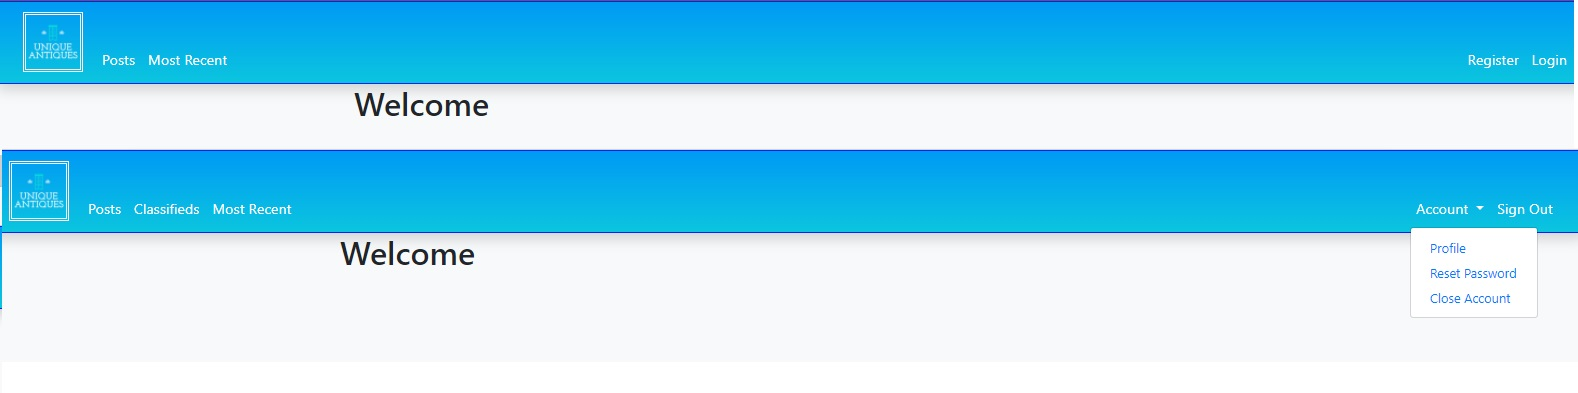 UNIQUE
ANTIQUES
Posts Most Recent Register Login
Welcome
UNIQUE
ANTIQUES
Posts Classifieds Most Recent Account Sign Out
Welcome
Profile
Reset Password
Close Account